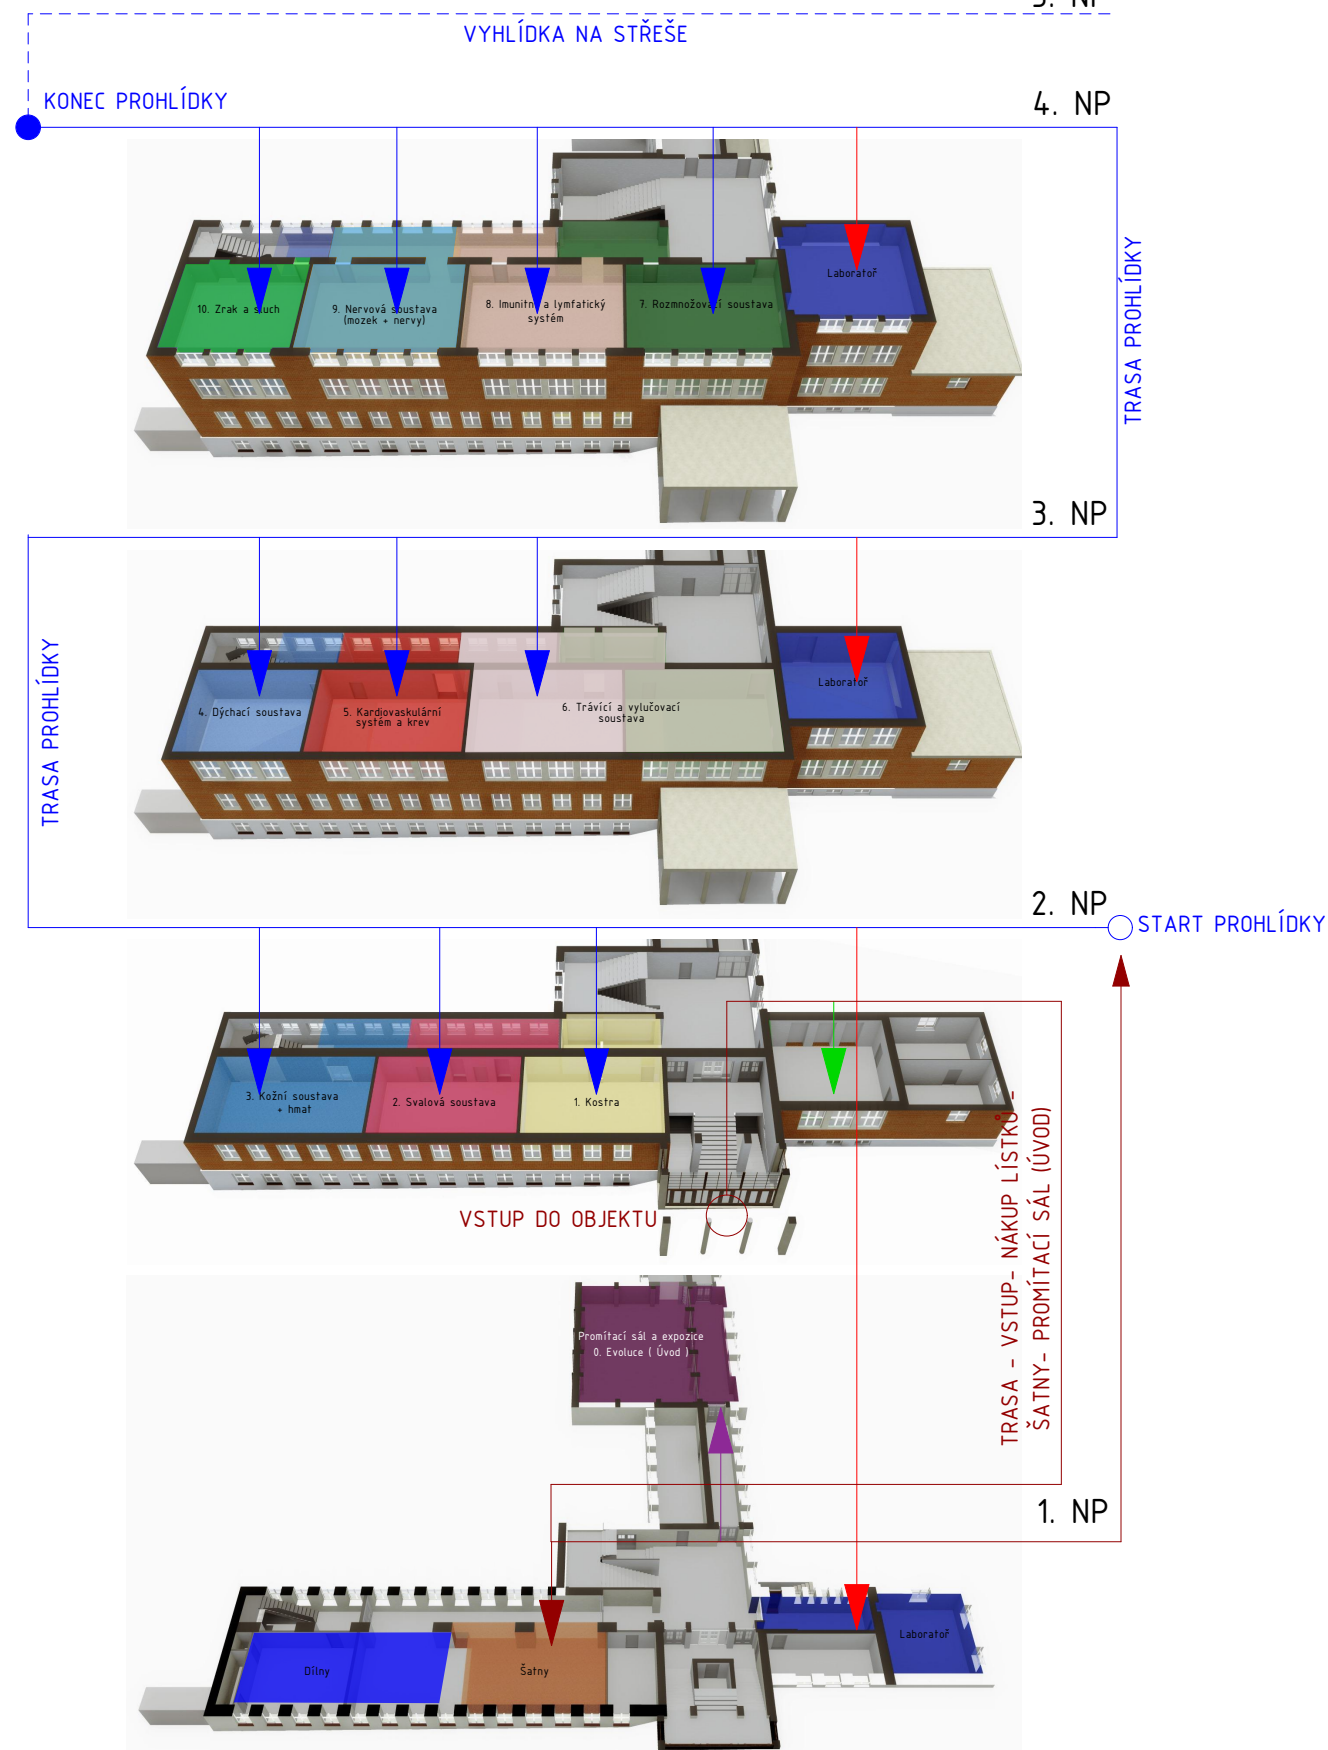 VYHLÍDKA NA STŘEŠE
KONEC PROHLÍDKY
4. NP
TRASA PROHLÍDKY
Laboratoř
10. Zrak a sluch
9. Nervová soustava
(mozek + nervy)
8. Imunitní a lymfatický
systém
7. Rozmnožovací soustava
3. NP
TRASA PROHLÍDKY
Laboratoř
4. Dýchací soustava
5. Kardiovaskulární
systém a krev
6. Trávící a vylučovací
soustava
2. NP
START PROHLÍDKY
3. Kožní soustava
+ hmat
2. Svalová soustava
1. Kostra
VSTUP DO OBJEKTU
TRASA - VSTUP- NÁKUP LÍSTKŮ -
ŠATNY- PROMÍTACÍ SÁL (ÚVOD)
Promítací sál a expozice
0. Evoluce ( Úvod )
1. NP
Laboratoř
Dílny
Šatny